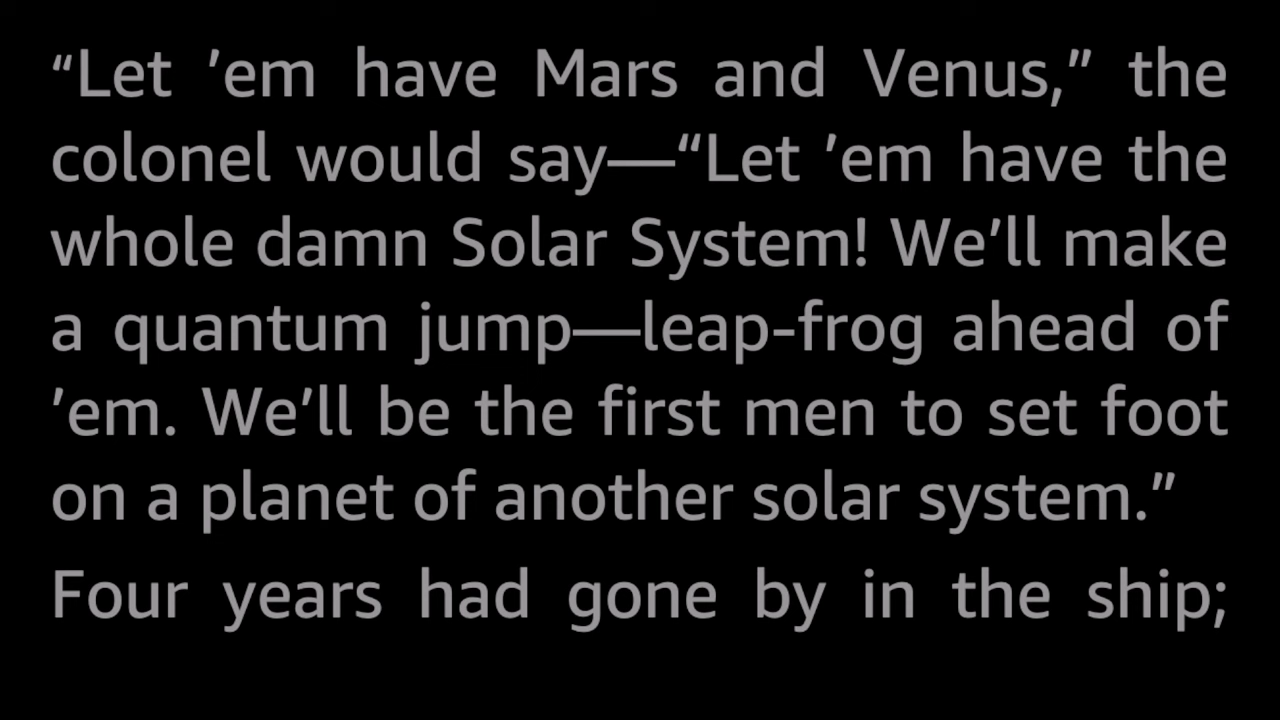 “Let ’em have Mars and Venus,” the
colonel would say—“Let ’em have the
whole damn Solar System! We’ll make
a quantum jump—leap-frog ahead of
’em. We’ll be the first men to set foot
on a planet of another solar system.”
Four years had gone by in the ship;